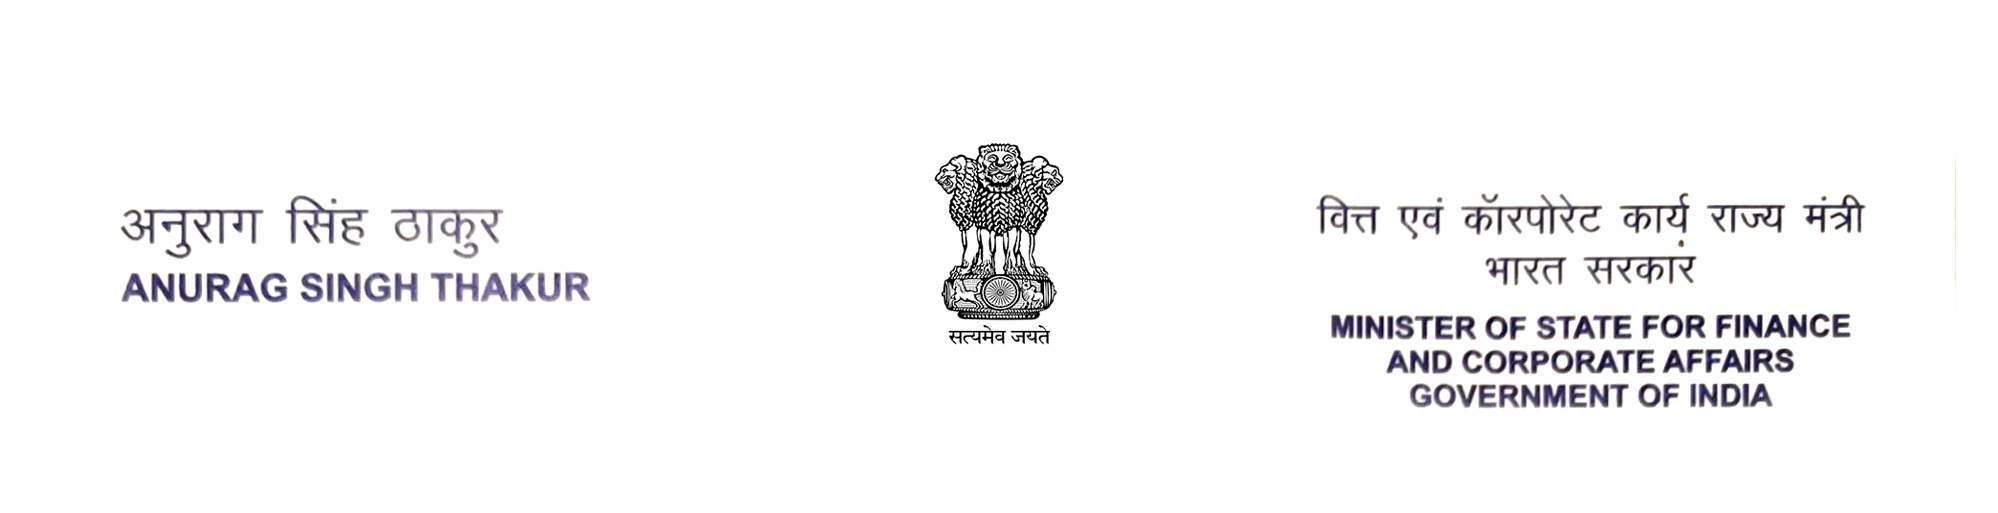 अनुराग सिंह ठाकुर
ANURAG SINGH THAKUR
सत्यमेव जयते
वित्त एवं कॉरपोरेट कार्य राज्य मंत्री
भारत सरकार
MINISTER OF STATE FOR FINANCE
AND CORPORATE AFFAIRS
GOVERNMENT OF INDIA